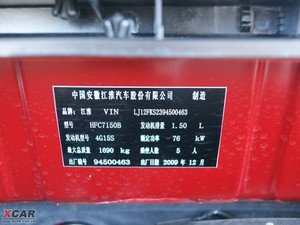 中国安徽江淮汽车股份有限公司 制造
品牌: 江淮 VIN LJ12FKS2394500463
型号 HFC7150B 发动机排量 1.50 L
发动机型号 4G15S 额定功率 76 kW
最大总质量 1690 kg 乘坐人数 5 人
出厂编号 94500463 出厂日期 2009 年 12 月
XCAR